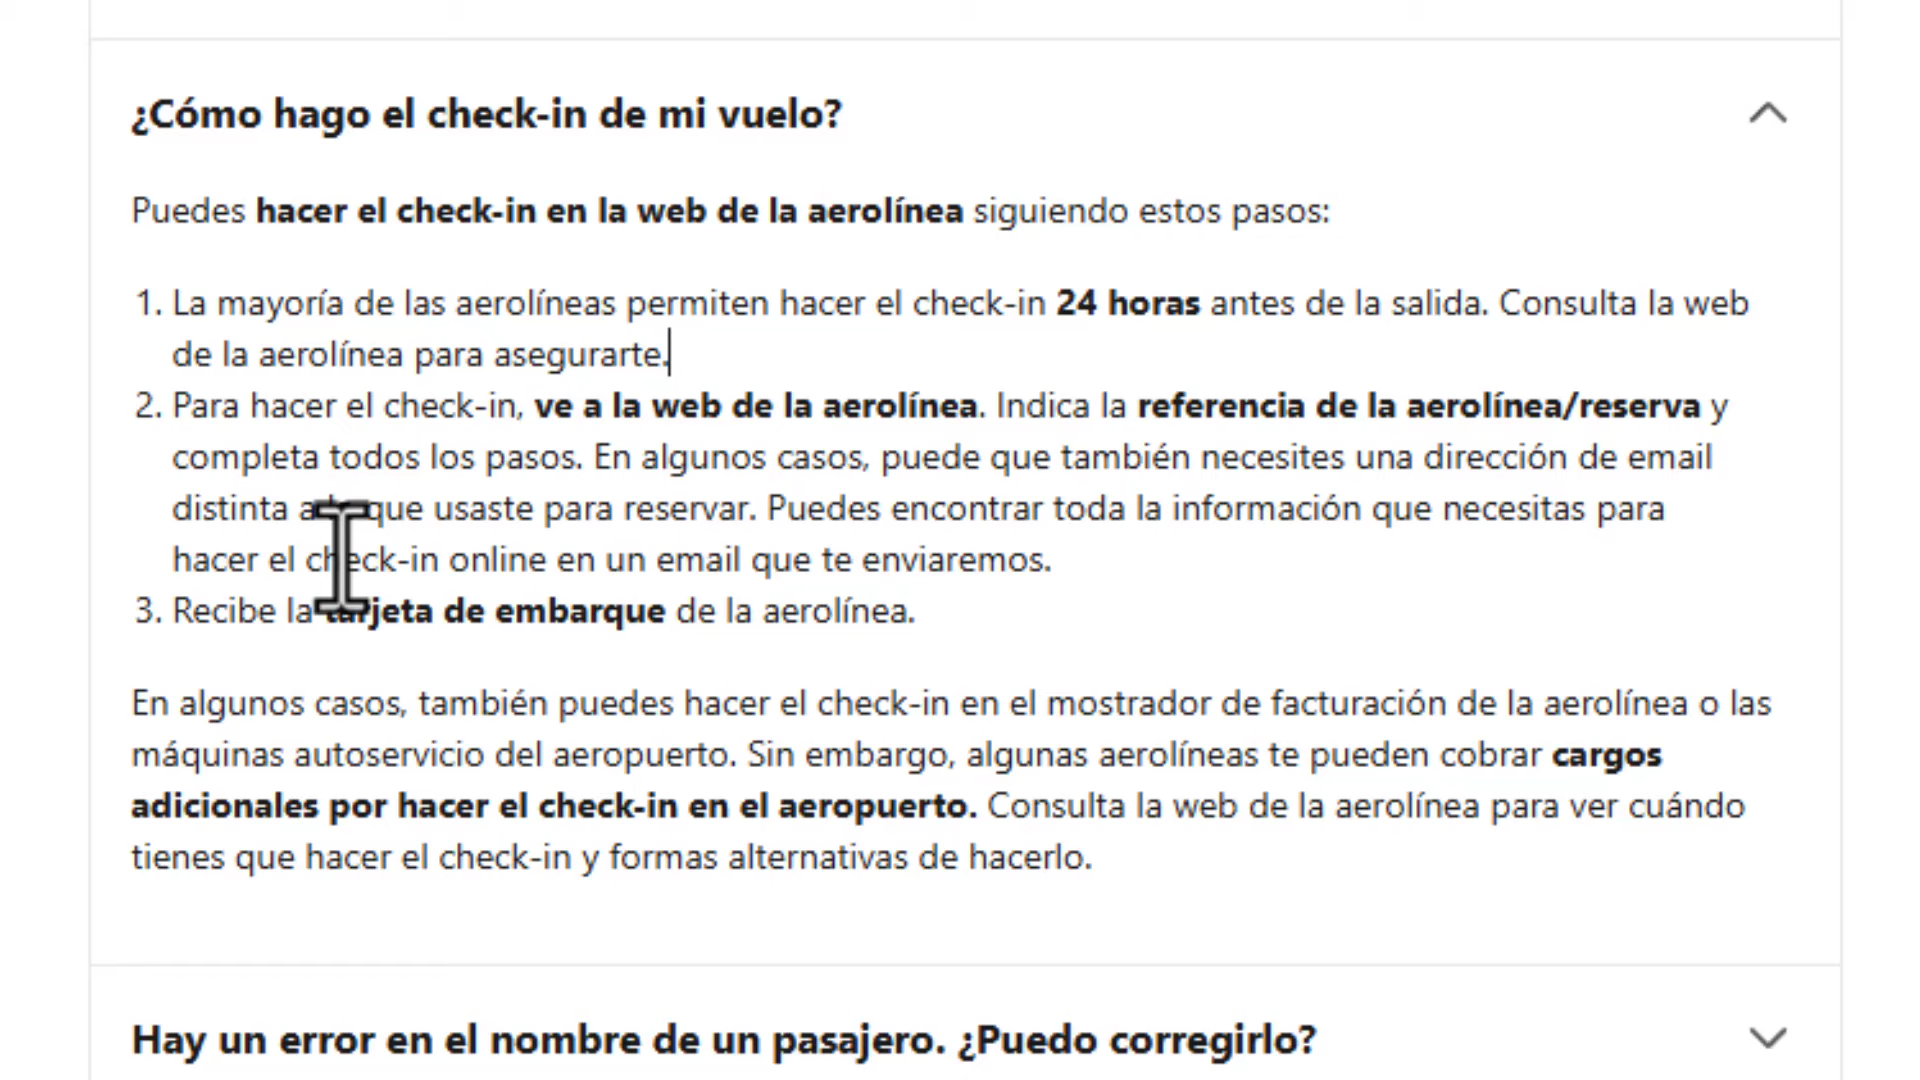 ¿Cómo hago el check-in de mi vuelo?
Puedes hacer el check-in en la web de la aerolínea siguiendo estos pasos:
1. La mayoría de las aerolíneas permiten hacer el check-in 24 horas antes de la salida. Consulta la web
de la aerolínea para asegurarte.
2. Para hacer el check-in, ve a la web de la aerolínea. Indica la referencia de la aerolínea/reserva y
completa todos los pasos. En algunos casos, puede que también necesites una dirección de email
distinta a que usaste para reservar. Puedes encontrar toda la información que necesitas para
hacer el check-in online en un email que te enviaremos.
3. Recibe la tarjeta de embarque de la aerolínea.
En algunos casos, también puedes hacer el check-in en el mostrador de facturación de la aerolínea o las
máquinas autoservicio del aeropuerto. Sin embargo, algunas aerolíneas te pueden cobrar cargos
adicionales por hacer el check-in en el aeropuerto. Consulta la web de la aerolínea para ver cuándo
tienes que hacer el check-in y formas alternativas de hacerlo.
Hay un error en el nombre de un pasajero. ¿Puedo corregirlo?